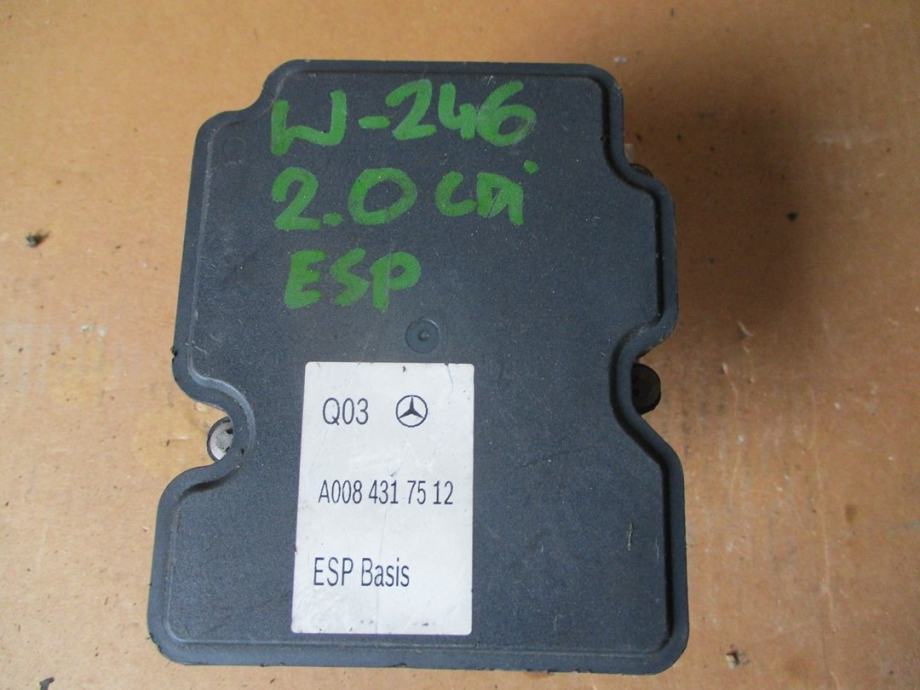 W-246
2.0 CDi
ESP
Q03
A008 431 75 12
ESP Basis